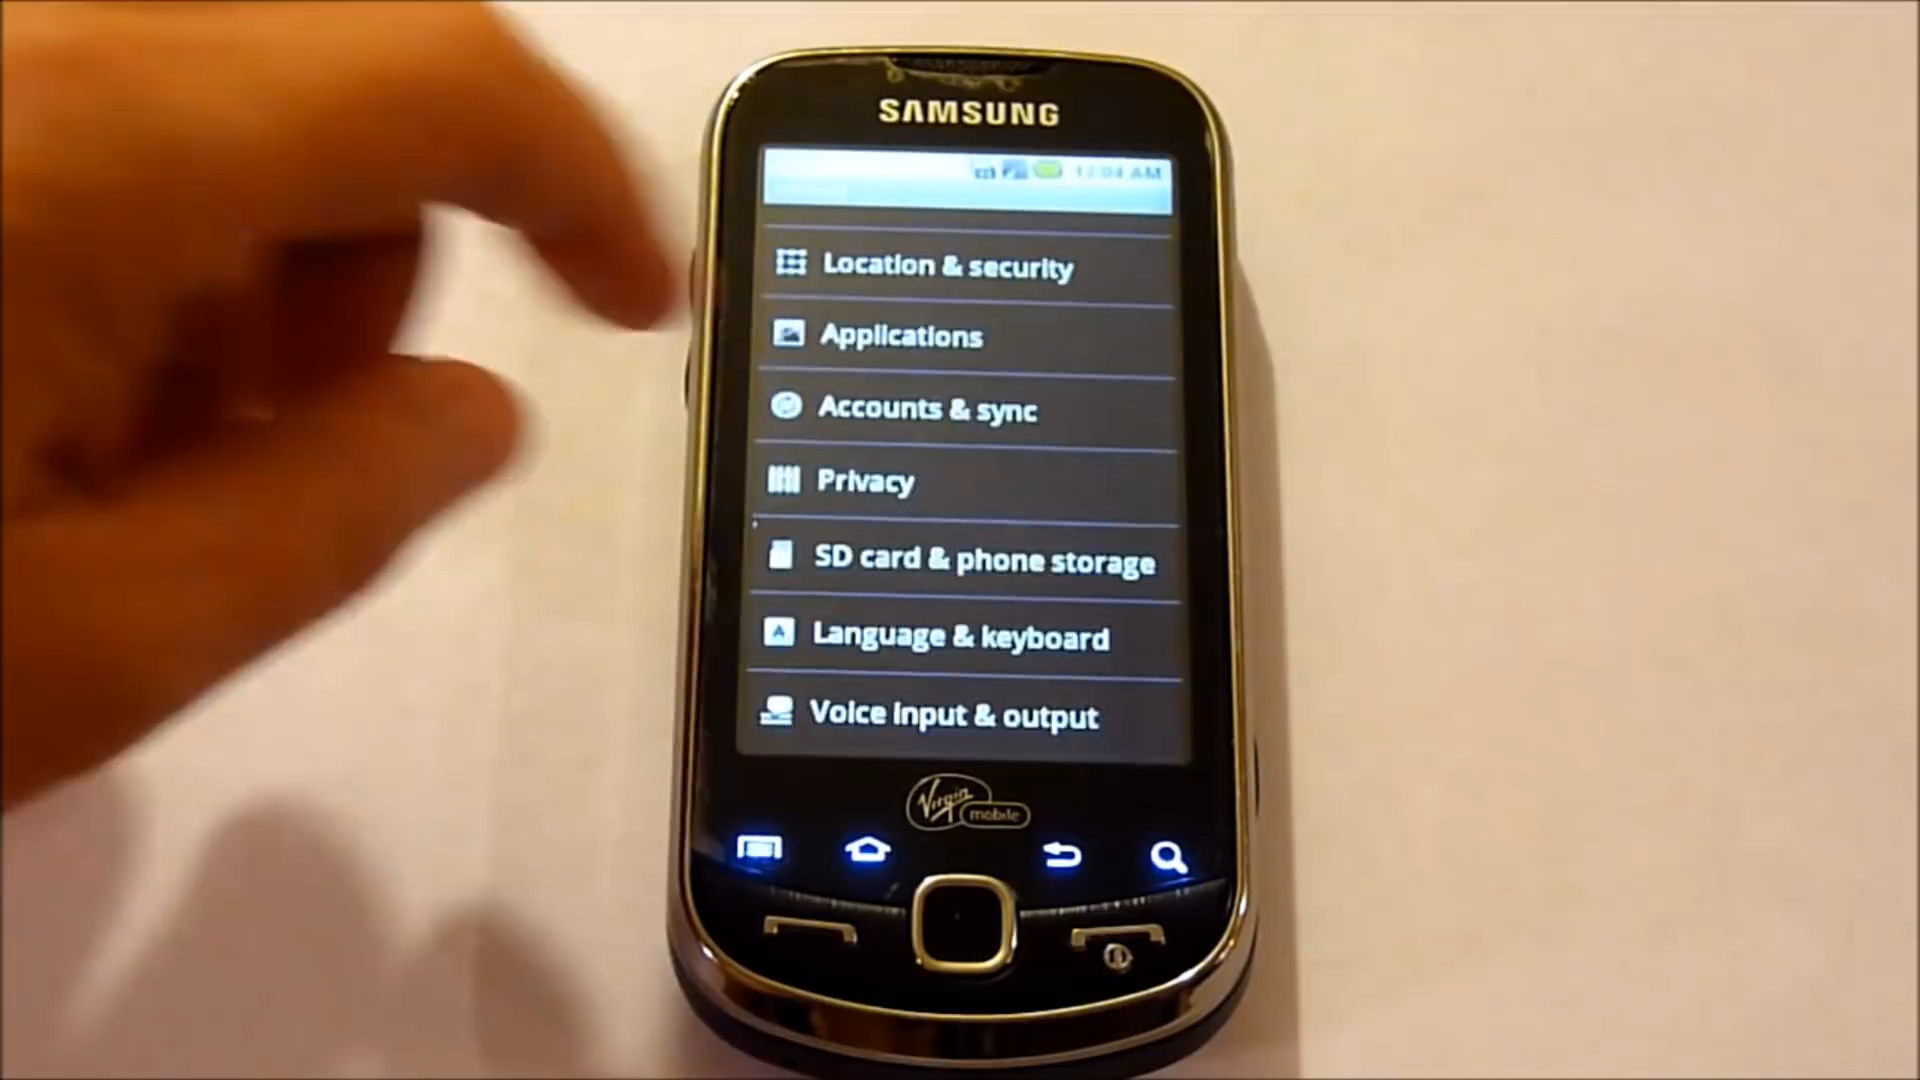 SAMSUNG
Location & security
Applications
Accounts & sync
Privacy
SD card & phone storage
Language & keyboard
Voice input & output
Virgin
mobile